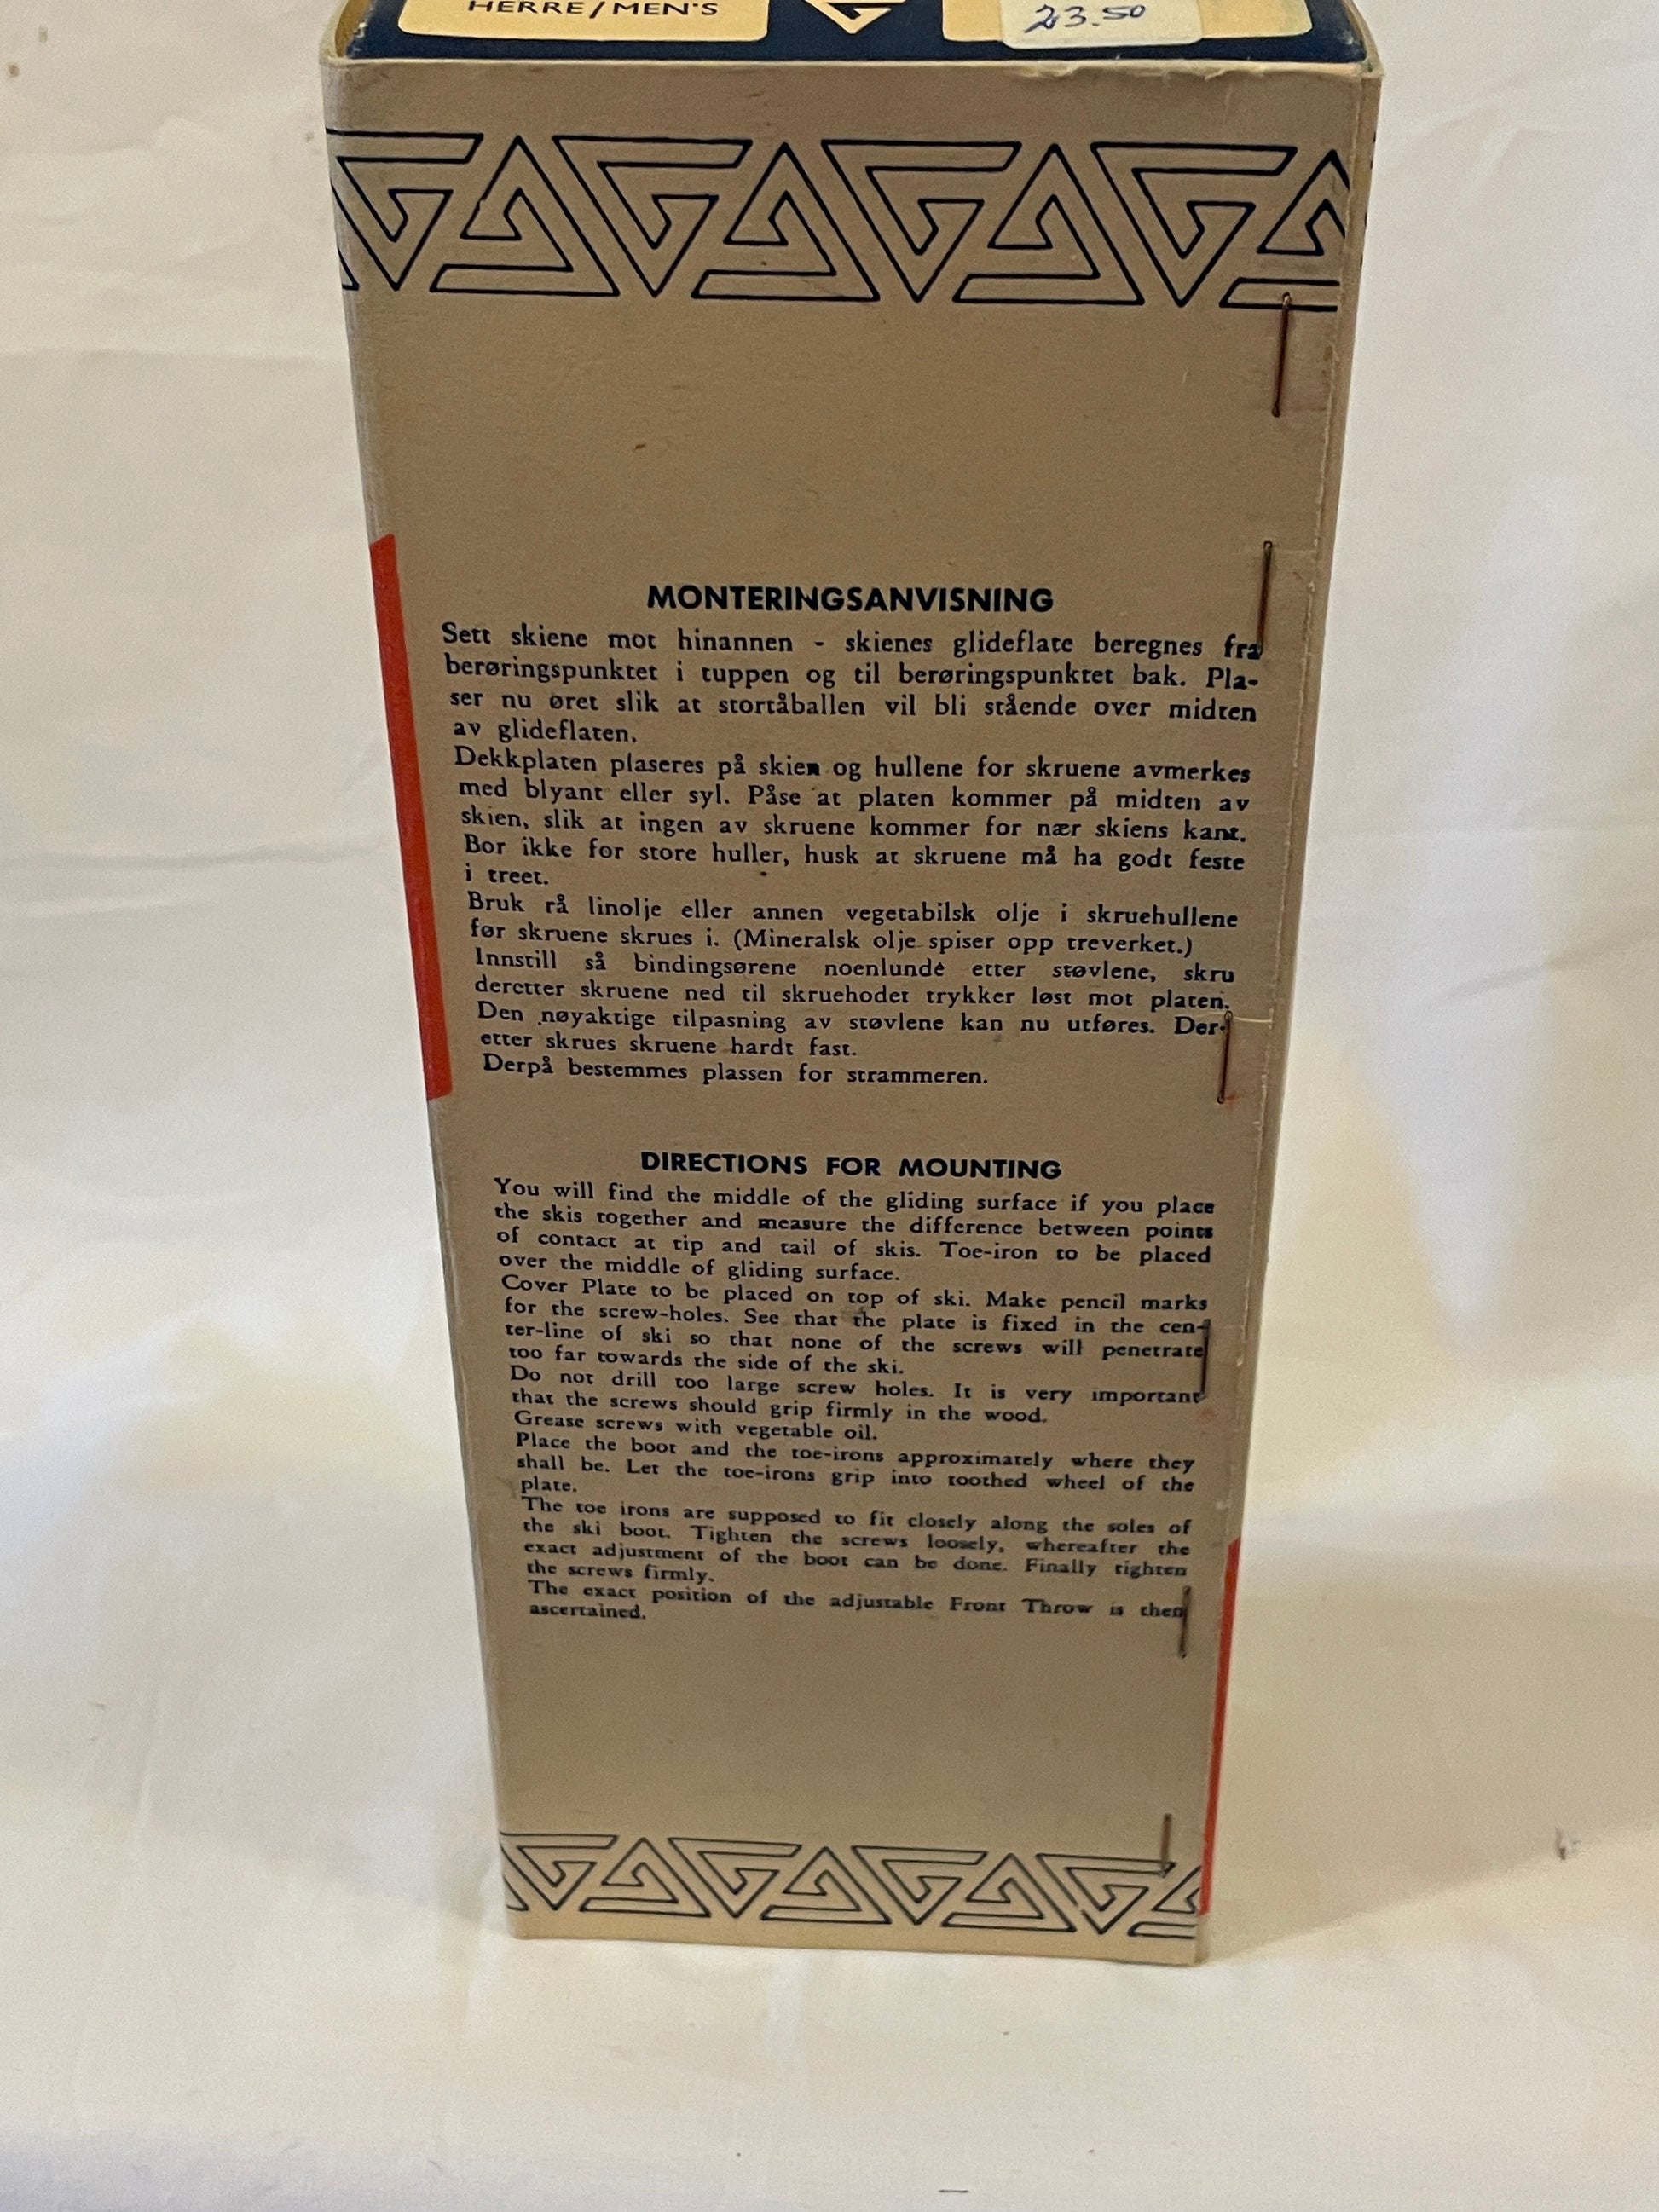 HERRE/MEN'S
23.50
MONTERINGSANVISNING
Sett skiene mot hinannen - skienes glideflate beregnes fra
berøringspunktet i tuppen og til berøringspunktet bak. Pla-
ser nu øret slik at stortåballen vil bli stående over midten
av glideflaten.
Dekkplaten plaseres på skien og hullene for skruene avmerkes
med blyant eller syl. Påse at platen kommer på midten av
skien, slik at ingen av skruene kommer for nær skiens kant.
Bor ikke for store huller, husk at skruene må ha godt feste
i treet.
Bruk rå linolje eller annen vegetabilsk olje i skruehullene
før skruene skrues i. (Mineralsk olje spiser opp treverket.)
Innstill så bindingsørene noenlunde etter støvlene, skru
deretter skruene ned til skruehodet trykker løst mot platen.
Den nøyaktige tilpasning av støvlene kan nu utføres. Der-
etter skrues skruene hardt fast.
Derpå bestemmes plassen for strammeren.
DIRECTIONS FOR MOUNTING
You will find the middle of the gliding surface if you place
the skis together and measure the difference between points
of contact at tip and tail of skis. Toe-iron to be placed
over the middle of gliding surface.
Cover Plate to be placed on top of ski. Make pencil marks
for the screw-holes. See that the plate is fixed in the cen-
ter-line of ski so that none of the screws will penetrate
too far towards the side of the ski.
Do not drill too large screw holes. It is very important
that the screws should grip firmly in the wood.
Grease screws with vegetable oil.
Place the boot and the toe-irons approximately where they
shall be. Let the toe-irons grip into toothed wheel of the
plate.
The toe irons are supposed to fit closely along the soles of
the ski boot. Tighten the screws loosely, whereafter the
exact adjustment of the boot can be done. Finally tighten
the screws firmly.
The exact position of the adjustable Front Throw is then
ascertained.